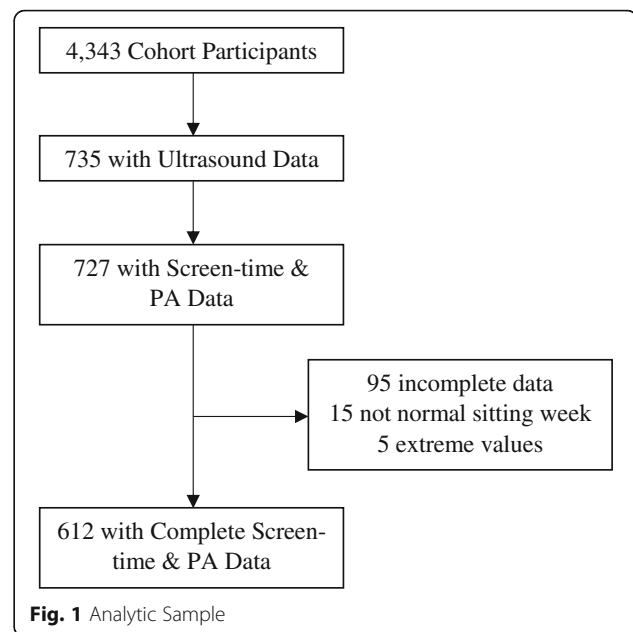 4,343 Cohort Participants
735 with Ultrasound Data
727 with Screen-time &
PA Data
95 incomplete data
15 not normal sitting week
5 extreme values
612 with Complete Screen-
time & PA Data
Fig. 1 Analytic Sample